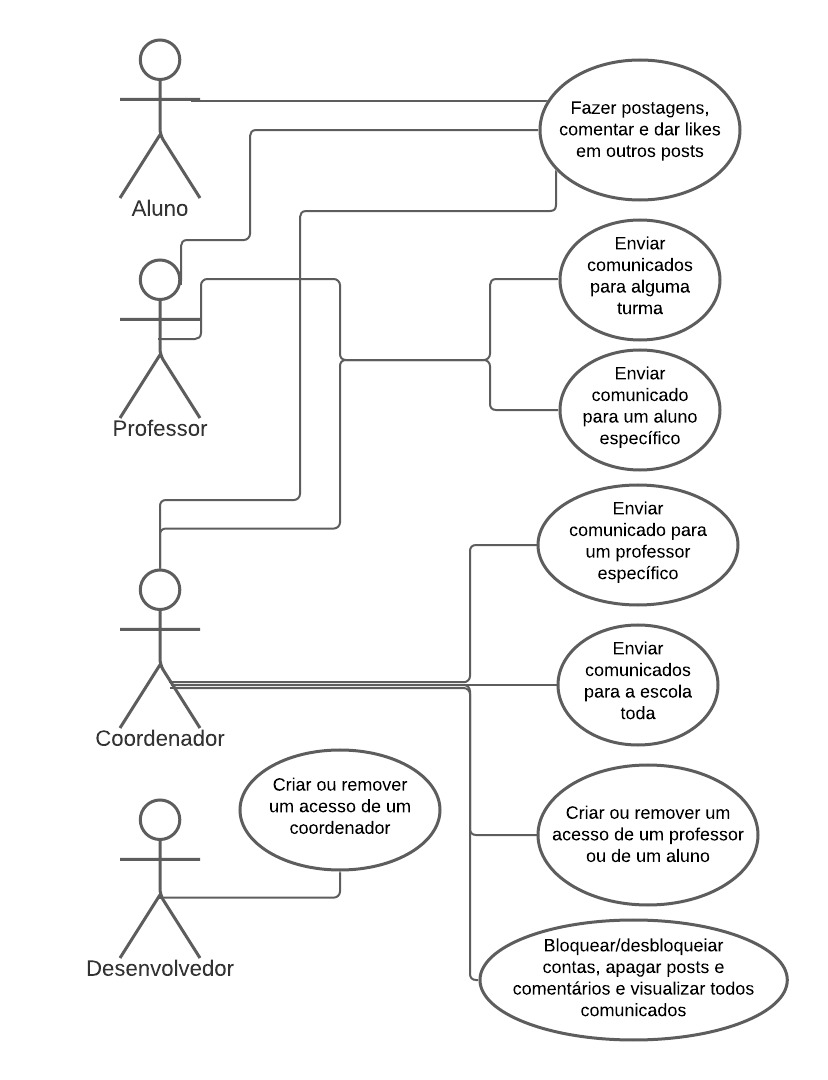 Aluno
Fazer postagens,
comentar e dar likes
em outros posts
Professor
Enviar
comunicados
para alguma
turma
Enviar
comunicado
para um aluno
específico
Coordenador
Enviar
comunicado para
um professor
específico
Enviar
comunicados
para a escola
toda
Criar ou remover um
acesso de um professor
ou de um aluno
Bloquear/desbloqueiar
contas, apagar posts e
comentários e visualizar todos
comunicados
Criar ou remover
um acesso de um
coordenador
Desenvolvedor